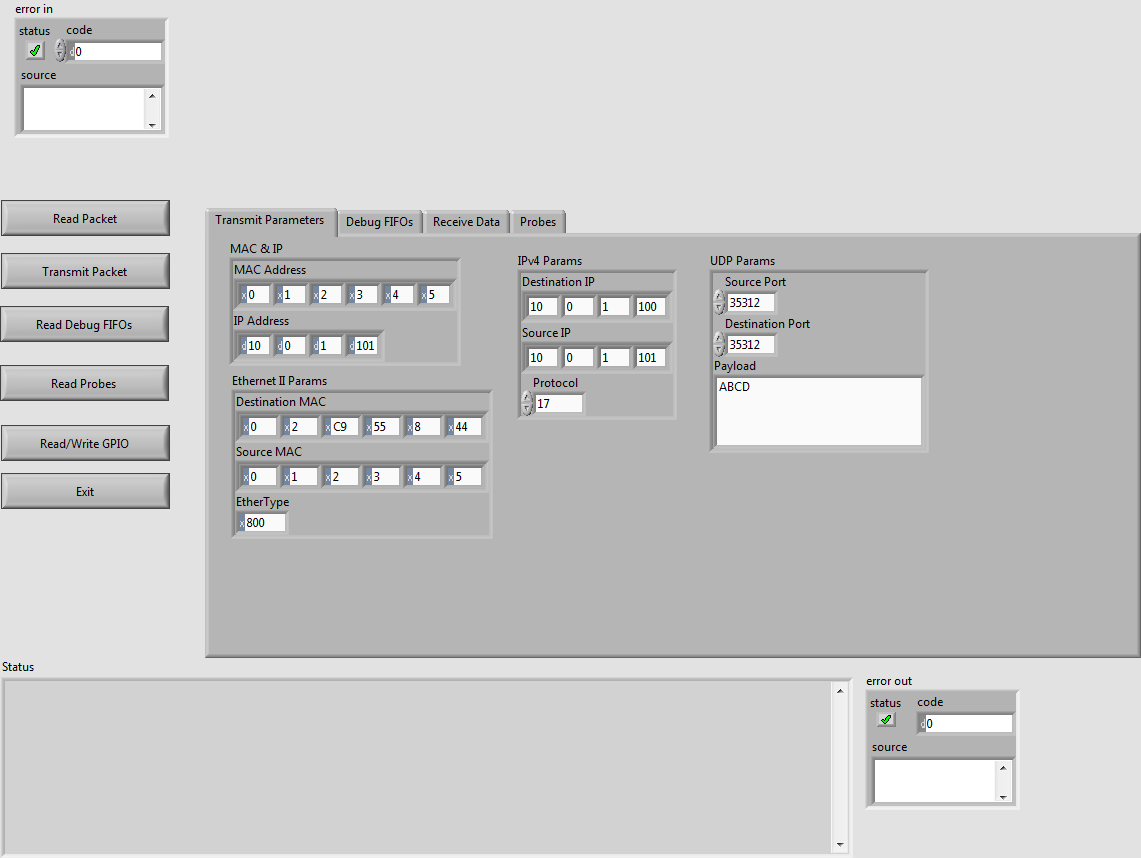 error in
status code
d 0
source
Read Packet
Transmit Packet
Read Debug FIFOs
Read Probes
Read/Write GPIO
Exit
Transmit Parameters Debug FIFOs Receive Data Probes
MAC & IP
MAC Address
x 0 x 1 x 2 x 3 x 4 x 5
IP Address
d 10 d 0 d 1 d 101
Ethernet II Params
Destination MAC
x 0 x 2 x C9 x 55 x 8 x 44
Source MAC
x 0 x 1 x 2 x 3 x 4 x 5
EtherType
x 800
IPv4 Params
Destination IP
10 0 1 100
Source IP
10 0 1 101
Protocol
17
UDP Params
Source Port
35312
Destination Port
35312
Payload
ABCD
Status
error out
status code
d 0
source